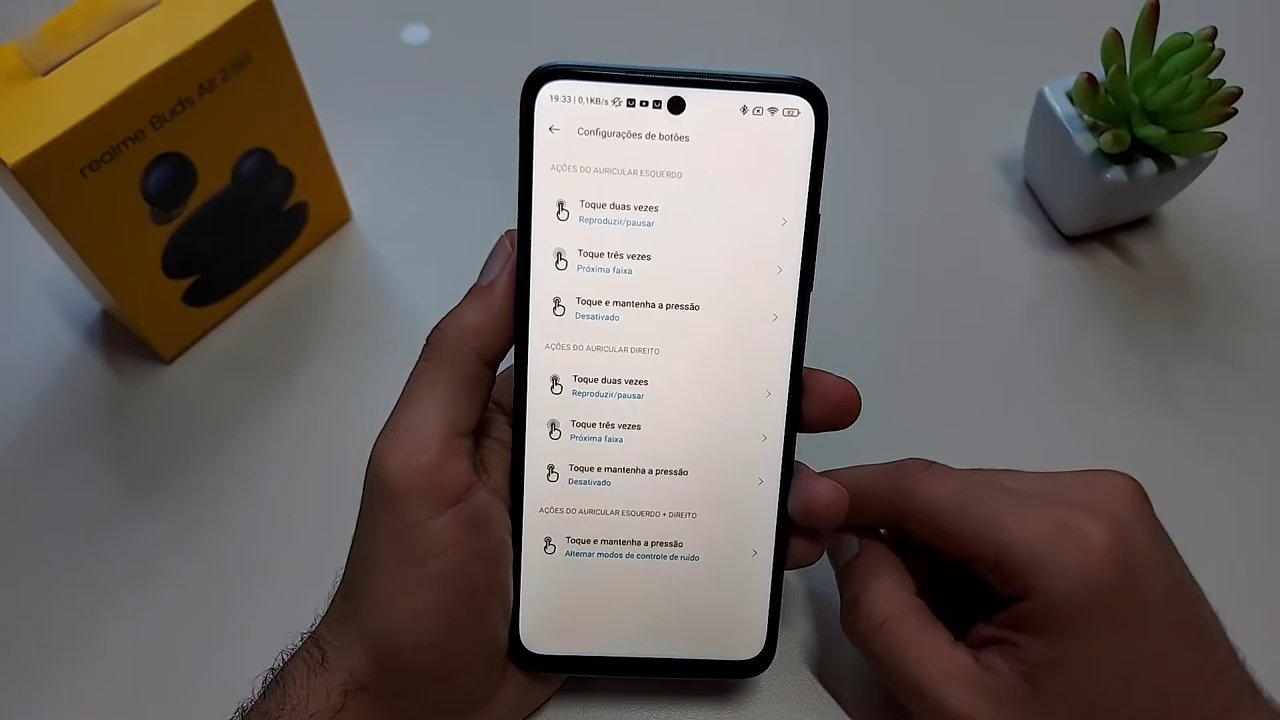 realme Buds Air 2 neo
19:33 | 0,1KB/s
82
Configurações de botões
AÇÕES DO AURICULAR ESQUERDO
Toque duas vezes
Reproduzir/pausar
Toque três vezes
Próxima faixa
Toque e mantenha a pressão
Desativado
AÇÕES DO AURICULAR DIREITO
Toque duas vezes
Reproduzir/pausar
Toque três vezes
Próxima faixa
Toque e mantenha a pressão
Desativado
AÇÕES DO AURICULAR ESQUERDO + DIREITO
Toque e mantenha a pressão
Alternar modos de controle de ruído